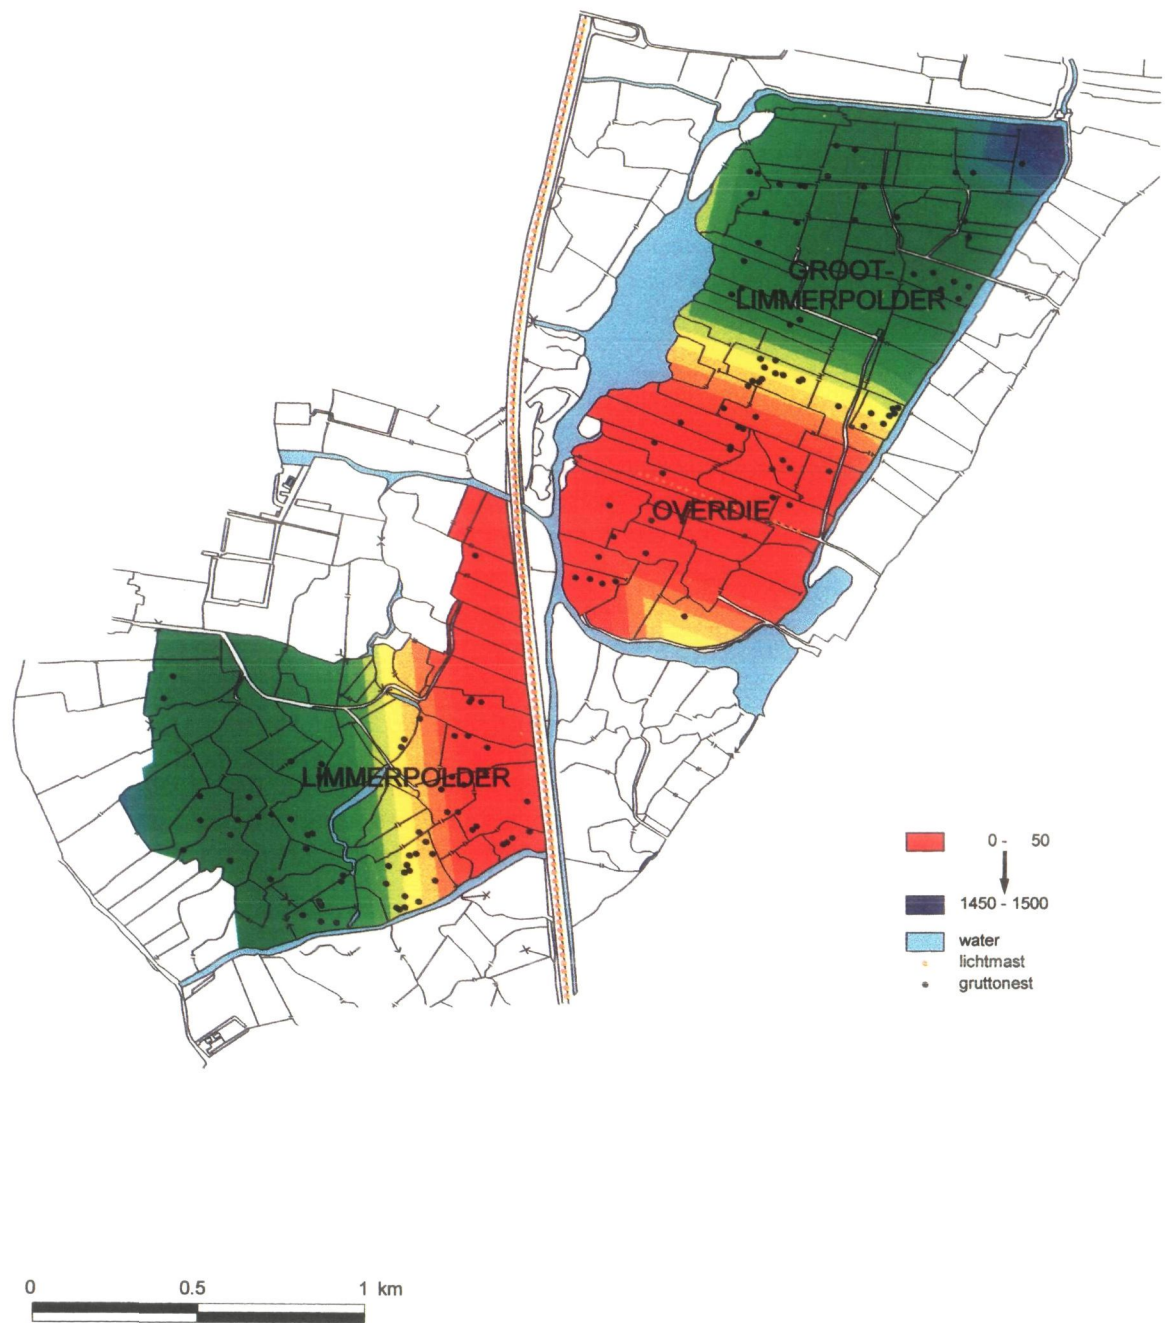 GROOT-
LIMMERPOLDER
OVERDIE
LIMMERPOLDER
0 - 50
1450 - 1500
water
lichtmast
gruttonest
0 0.5 1 km